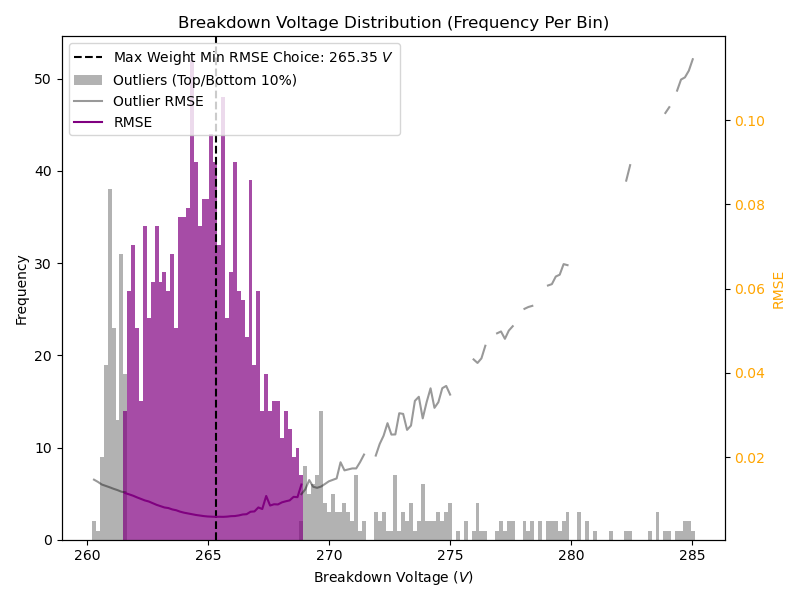 Breakdown Voltage Distribution (Frequency Per Bin)
Max Weight Min RMSE Choice: 265.35 V
Outliers (Top/Bottom 10%)
Outlier RMSE
RMSE
Frequency
50
40
30
20
10
0
260
265
270
275
280
285
Breakdown Voltage (V)
0.10
0.08
0.06
0.04
0.02
RMSE